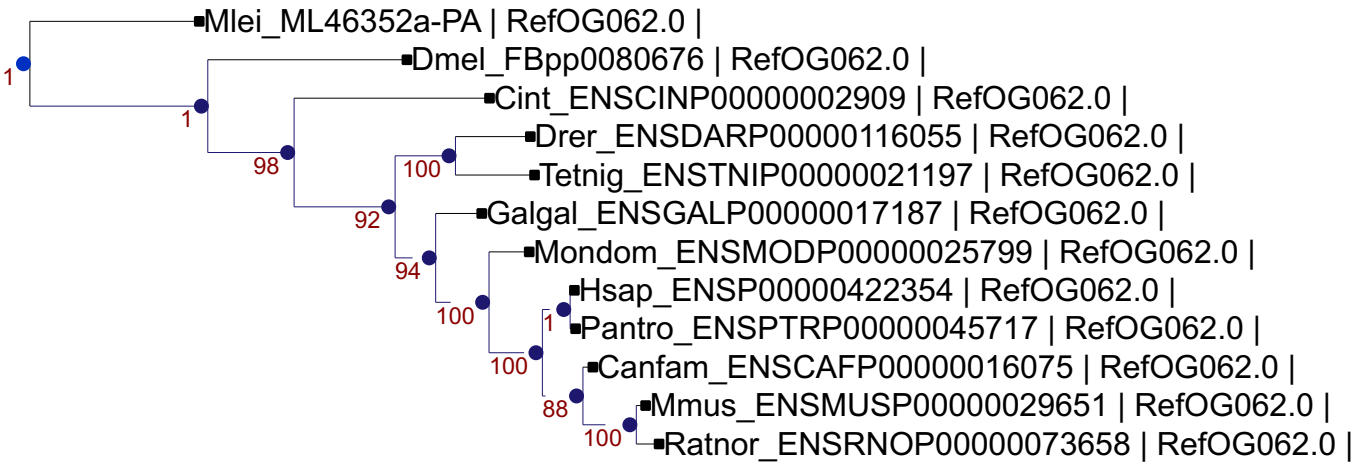 Mlei_ML46352a-PA | RefOG062.0 |
Dmel_FBpp0080676 | RefOG062.0 |
1
Cint_ENSCINP00000002909 | RefOG062.0 |
1
Drer_ENSDARP00000116055 | RefOG062.0 |
98
100
Tetnig_ENSTNIP00000021197 | RefOG062.0 |
92
Galgal_ENSGALP00000017187 | RefOG062.0 |
Mondom_ENSMODP00000025799 | RefOG062.0 |
94
Hsap_ENSP00000422354 | RefOG062.0 |
100
1
Pantro_ENSPTRP00000045717 | RefOG062.0 |
100
Canfam_ENSCAFP00000016075 | RefOG062.0 |
88
Mmus_ENSMUSP00000029651 | RefOG062.0 |
100
Ratnor_ENSRNOP00000073658 | RefOG062.0 |